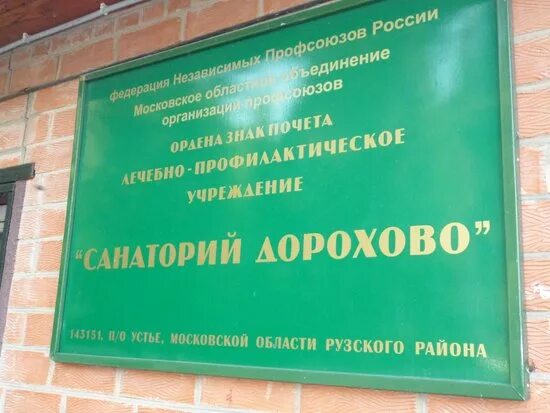 федерация Независимых Профсоюзов России
Московское областное объединение
организаций профсоюзов
ОРДЕНА ЗНАК ПОЧЕТА
ЛЕЧЕБНО-ПРОФИЛАКТИЧЕСКОЕ
УЧРЕЖДЕНИЕ
"САНАТОРИЙ ДОРОХОВО"
143151, П/О УСТЬЕ, МОСКОВСКОЙ ОБЛАСТИ РУЗСКОГО РАЙОНА